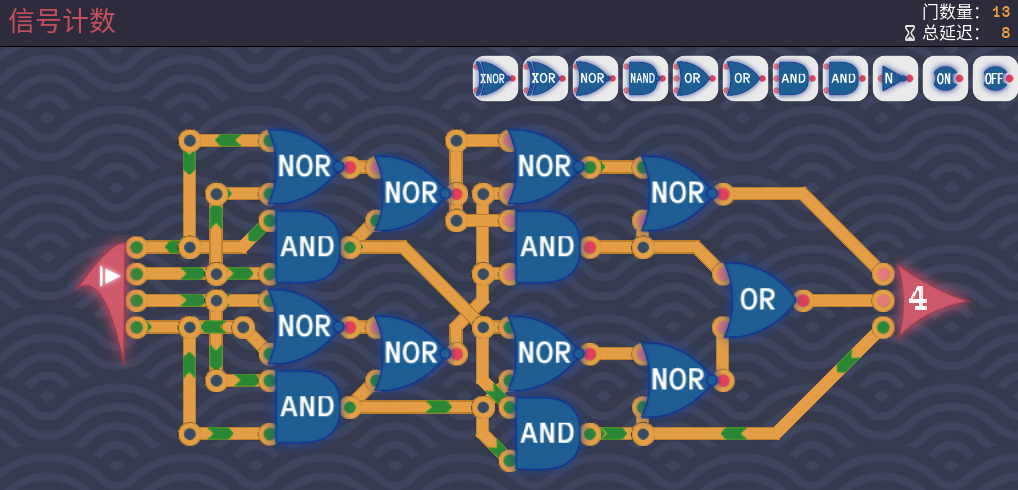 信号计数
门数量: 13
总延迟: 8
XNOR XOR NOR NAND OR OR AND AND N ON OFF
NOR NOR
NOR NOR
AND AND
OR 4
NOR NOR
NOR NOR
AND AND